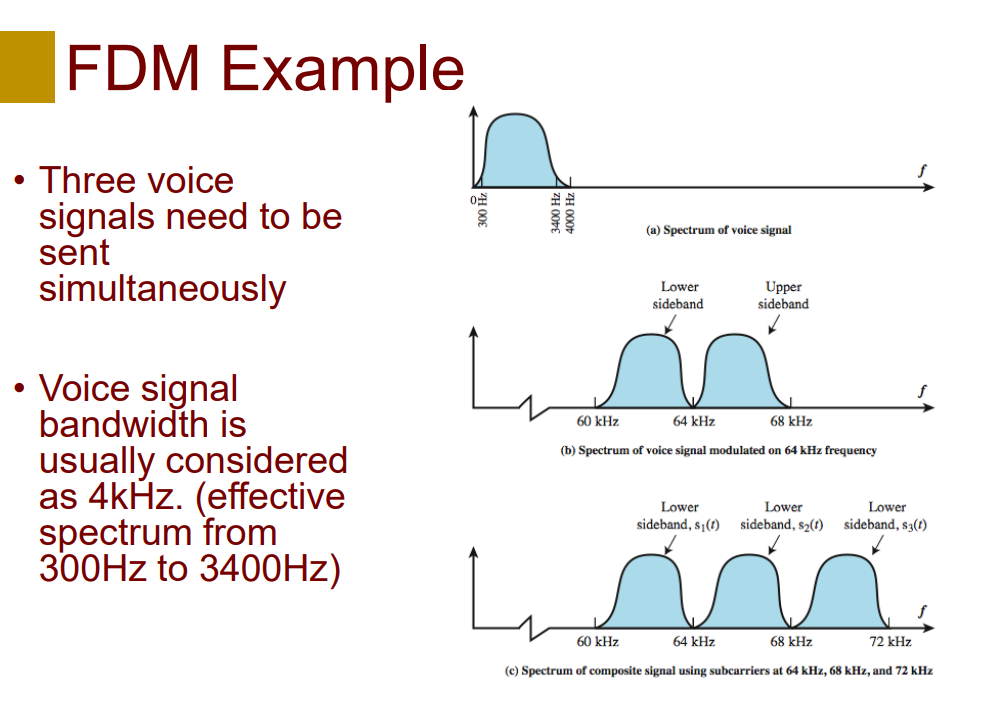 FDM Example
• Three voice
signals need to be
sent
simultaneously
• Voice signal
bandwidth is
usually considered
as 4kHz. (effective
spectrum from
300Hz to 3400Hz)
f
0
300 Hz
3400 Hz
4000 Hz
(a) Spectrum of voice signal
Lower
sideband
Upper
sideband
f
60 kHz 64 kHz 68 kHz
(b) Spectrum of voice signal modulated on 64 kHz frequency
Lower
sideband, s₁(t)
Lower
sideband, s₂(t)
Lower
sideband, s₃(t)
f
60 kHz 64 kHz 68 kHz 72 kHz
(c) Spectrum of composite signal using subcarriers at 64 kHz, 68 kHz, and 72 kHz